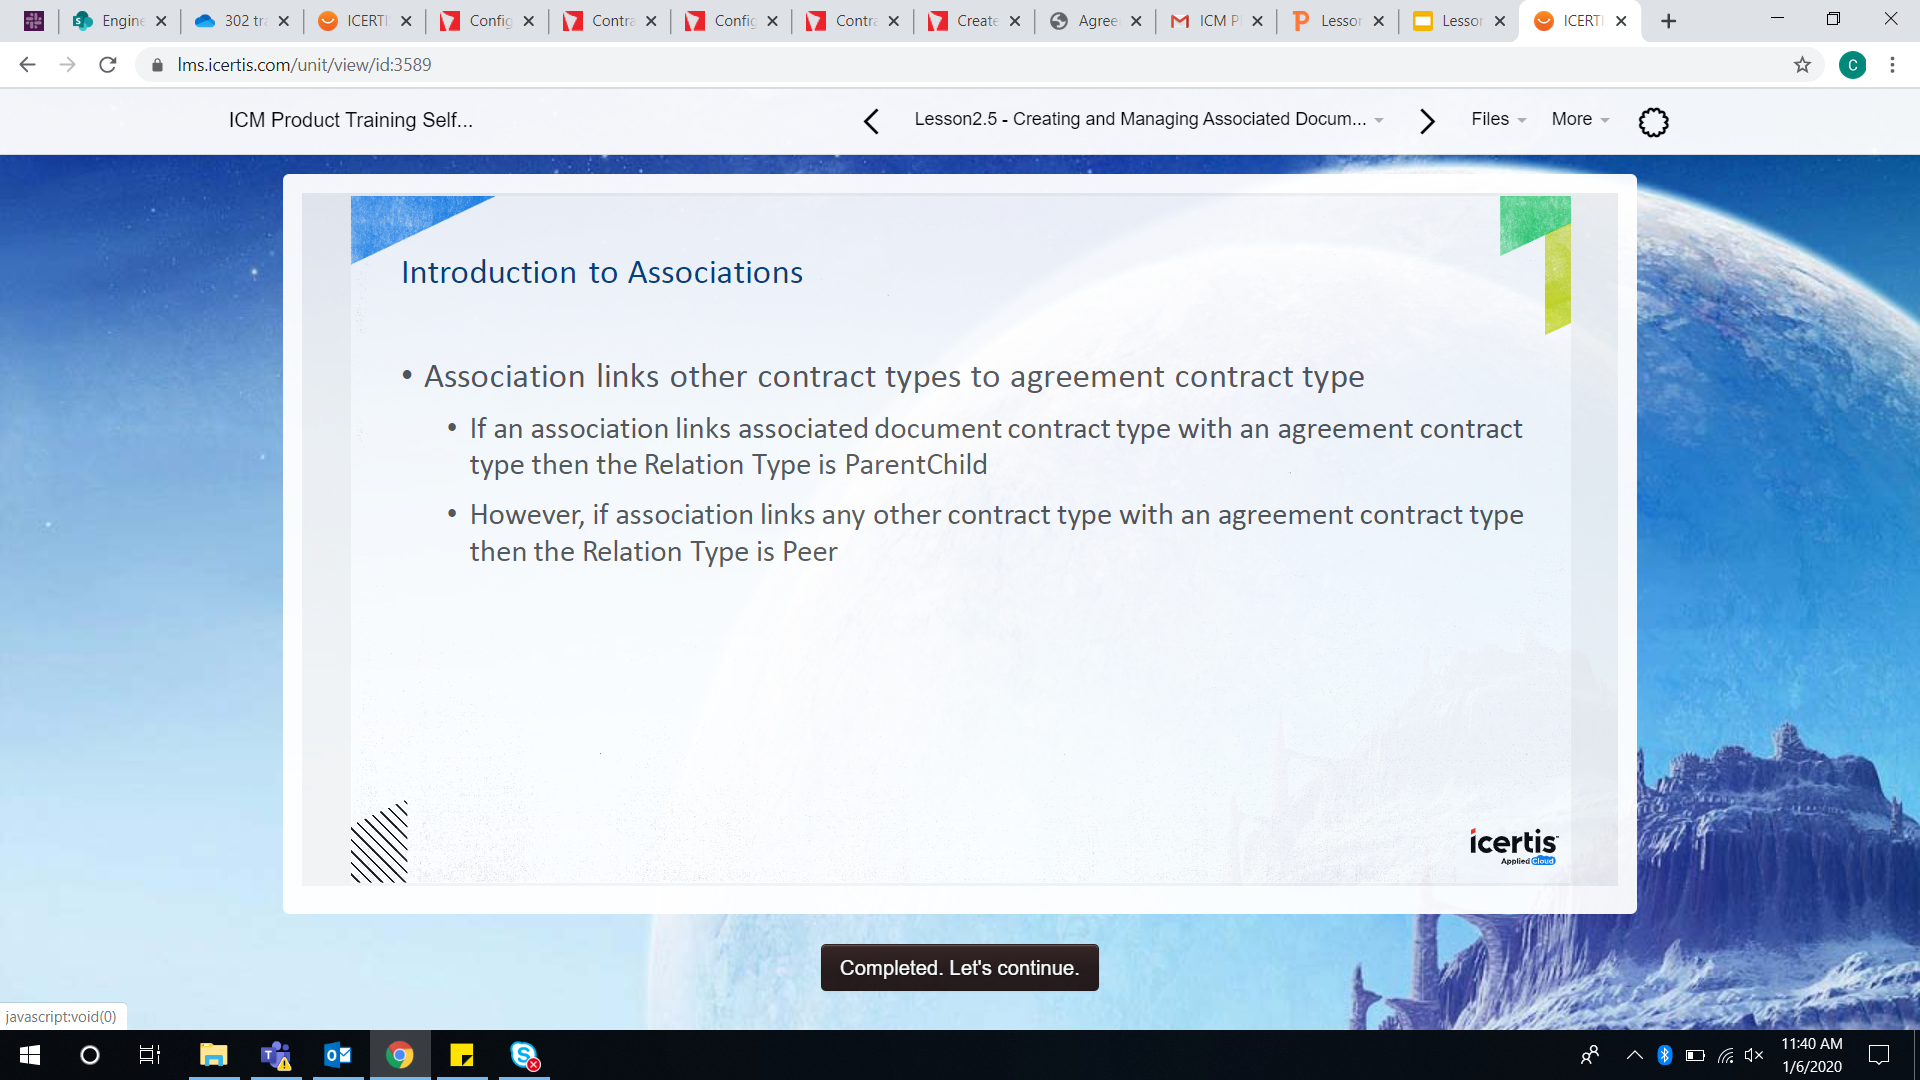 Engine
302 tra
ICERTI
Config
Contra
Config
Contra
Create
Agree
ICM P
Lesson
Lesson
ICERTI
lms.icertis.com/unit/view/id:3589
C
ICM Product Training Self...
Lesson2.5 - Creating and Managing Associated Docum...
Files
More
Introduction to Associations
• Association links other contract types to agreement contract type
• If an association links associated document contract type with an agreement contract
type then the Relation Type is ParentChild
• However, if association links any other contract type with an agreement contract type
then the Relation Type is Peer
icertis
Applied Cloud
Completed. Let's continue.
javascript:void(0)
11:40 AM
1/6/2020